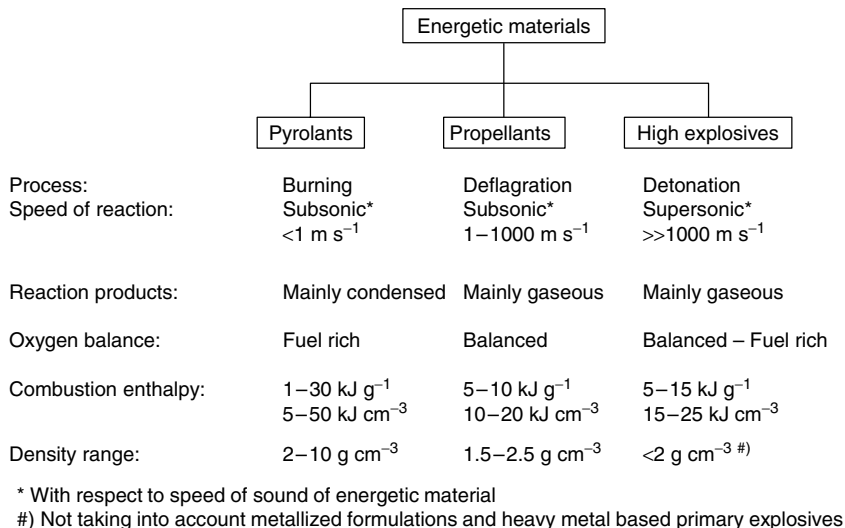 Energetic materials
Pyrolants Propellants High explosives
Process: Burning Deflagration Detonation
Speed of reaction: Subsonic* Subsonic* Supersonic*
<1 m s⁻¹ 1–1000 m s⁻¹ >>1000 m s⁻¹
Reaction products: Mainly condensed Mainly gaseous Mainly gaseous
Oxygen balance: Fuel rich Balanced Balanced – Fuel rich
Combustion enthalpy: 1–30 kJ g⁻¹ 5–10 kJ g⁻¹ 5–15 kJ g⁻¹
5–50 kJ cm⁻³ 10–20 kJ cm⁻³ 15–25 kJ cm⁻³
Density range: 2–10 g cm⁻³ 1.5–2.5 g cm⁻³ <2 g cm⁻³ #)
* With respect to speed of sound of energetic material
#) Not taking into account metallized formulations and heavy metal based primary explosives